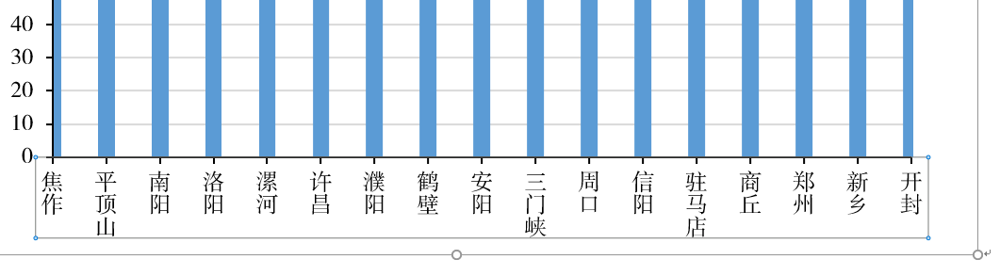 40
30
20
10
0
焦作
平顶山
南阳
洛阳
漯河
许昌
濮阳
鹤壁
安阳
三门峡
周口
信阳
驻马店
商丘
郑州
新乡
开封